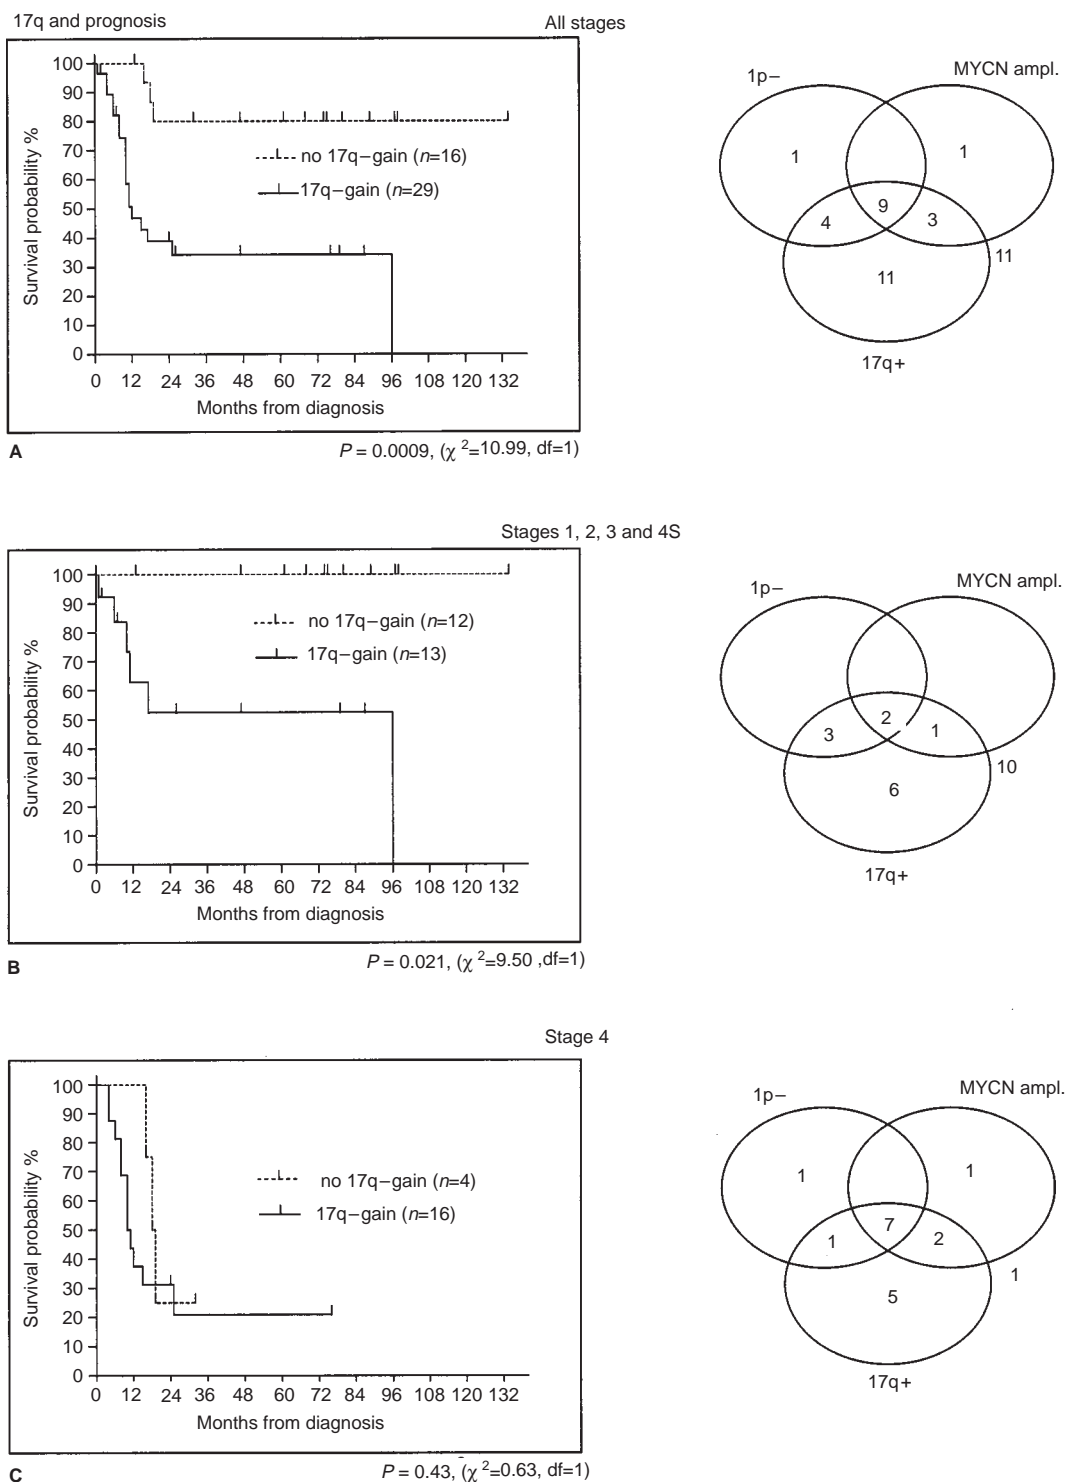 17q and prognosis
All stages
Survival probability %
100
90
80
70
60
50
40
30
20
10
0
no 17q−gain (n=16)
17q−gain (n=29)
0 12 24 36 48 60 72 84 96 108 120 132
Months from diagnosis
A
P = 0.0009, (χ 2=10.99, df=1)
1p−
MYCN ampl.
1
1
4
9
3
11
11
17q+
Stages 1, 2, 3 and 4S
Survival probability %
100
90
80
70
60
50
40
30
20
10
0
no 17q−gain (n=12)
17q−gain (n=13)
0 12 24 36 48 60 72 84 96 108 120 132
Months from diagnosis
B
P = 0.021, (χ 2=9.50 ,df=1)
1p−
MYCN ampl.
3
2
1
10
6
17q+
Stage 4
Survival probability %
100
90
80
70
60
50
40
30
20
10
0
no 17q−gain (n=4)
17q−gain (n=16)
0 12 24 36 48 60 72 84 96 108 120 132
Months from diagnosis
C
P = 0.43, (χ 2=0.63, df=1)
1p−
MYCN ampl.
1
1
1
7
2
1
5
17q+